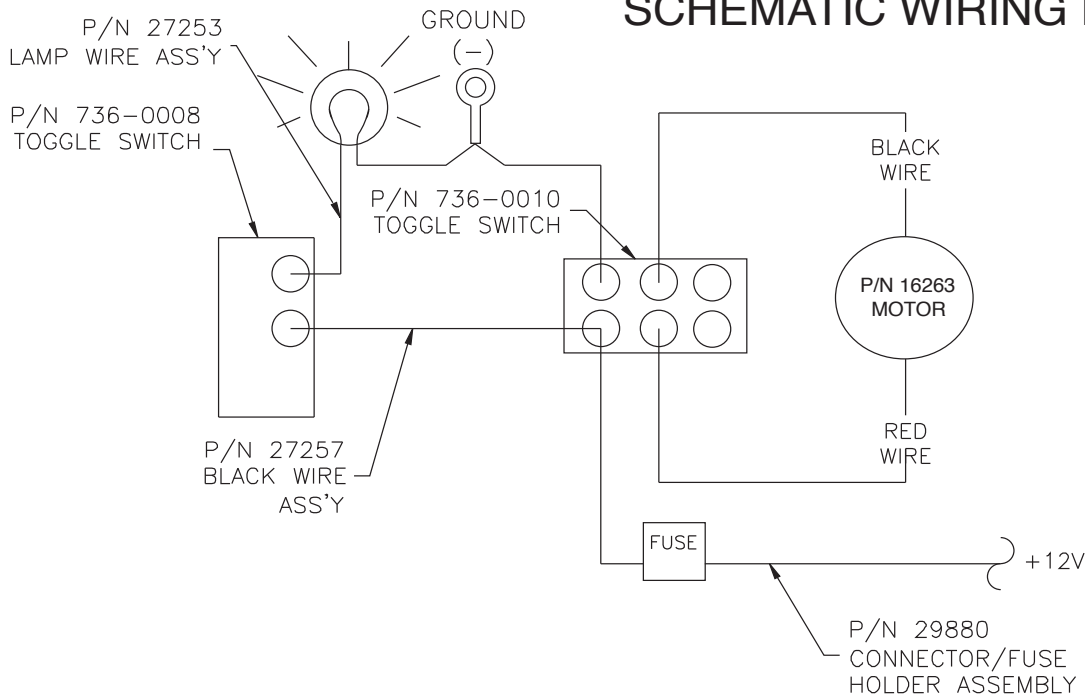 SCHEMATIC WIRING
P/N 27253
LAMP WIRE ASS'Y
GROUND
(-)
P/N 736-0008
TOGGLE SWITCH
P/N 736-0010
TOGGLE SWITCH
BLACK
WIRE
P/N 16263
MOTOR
P/N 27257
BLACK WIRE
ASS'Y
RED
WIRE
FUSE
+12V
P/N 29880
CONNECTOR/FUSE
HOLDER ASSEMBLY